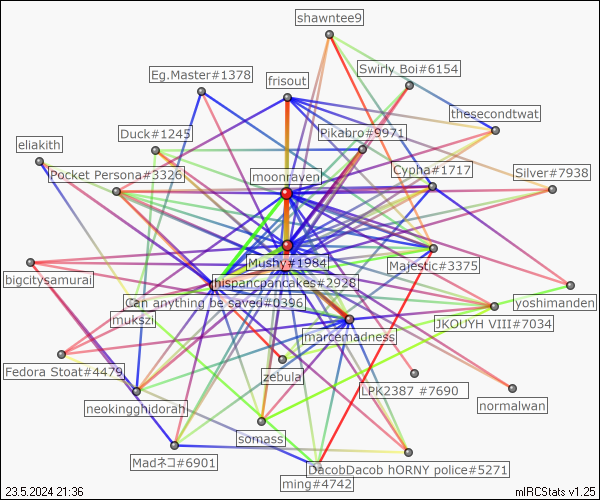 shawntee9
Swirly Boi#6154
Eg.Master#1378
frisout
thesecondtwat
Duck#1245
Pikabro#9971
eliakith
Pocket Persona#3326
moonraven
Cypha#1717
Silver#7938
Mushy#1984
Majestic#3375
bigcitysamurai
hispancpancakes#2928
Can anything be saved#0396
yoshimanden
mukszi
JKOUYH VIII#7034
marcemadness
Fedora Stoat#4479
zebula
LPK2387 #7690
neokingghidorah
normalwan
somass
Madネコ#6901
DacobDacob hORNY police#5271
ming#4742
23.5.2024 21:36
mIRCStats v1.25